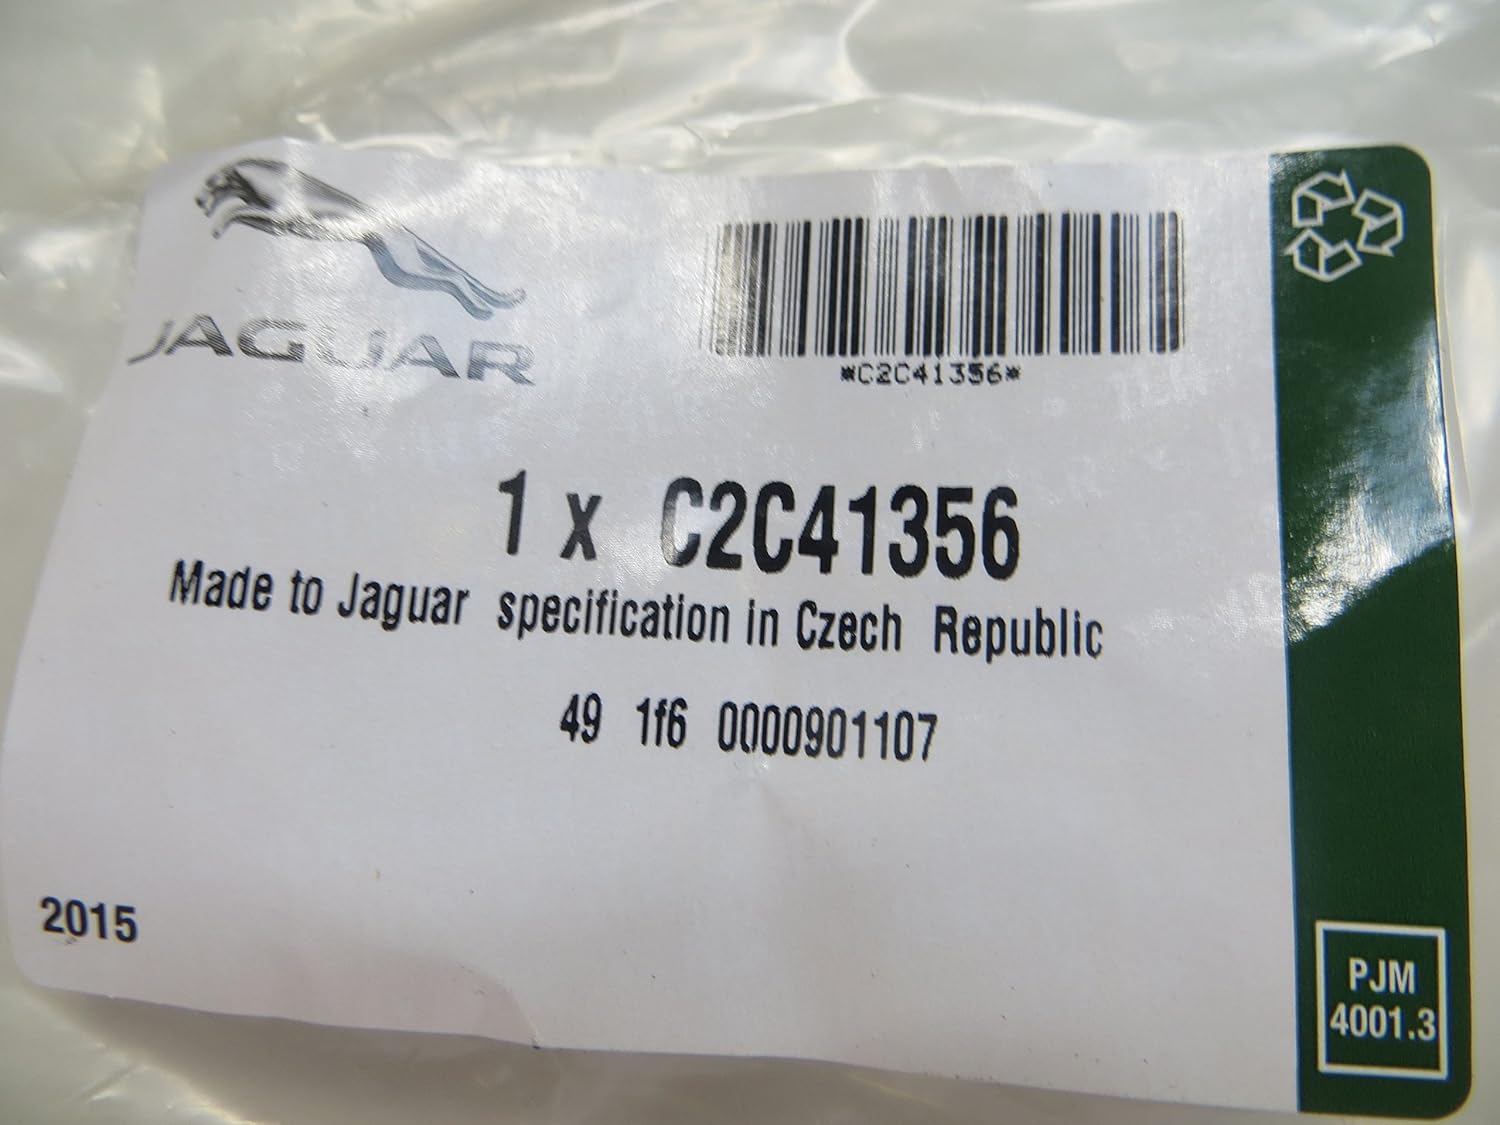 JAGUAR
*C2C41356*
1 x C2C41356
Made to Jaguar specification in Czech Republic
49 1f6 0000901107
2015
PJM
4001.3